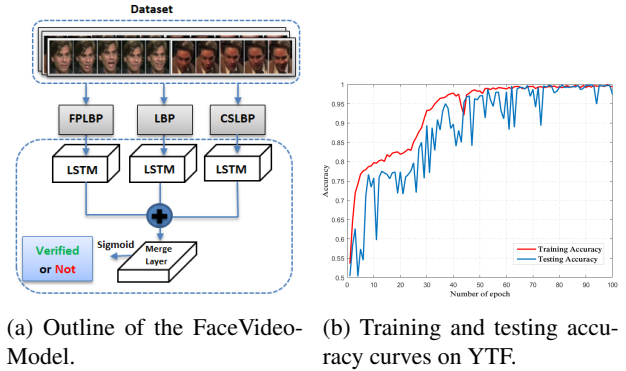 Dataset
FPLBP
LBP
CSLBP
LSTM
LSTM
LSTM
+
Sigmoid
Merge
Layer
Verified
or Not
(a) Outline of the FaceVideo-
Model.
1
0.95
0.9
0.85
0.8
0.75
0.7
0.65
0.6
0.55
0.5
Accuracy
0
10
20
30
40
50
60
70
80
90
100
Number of epoch
Training Accuracy
Testing Accuracy
(b) Training and testing accu-
racy curves on YTF.